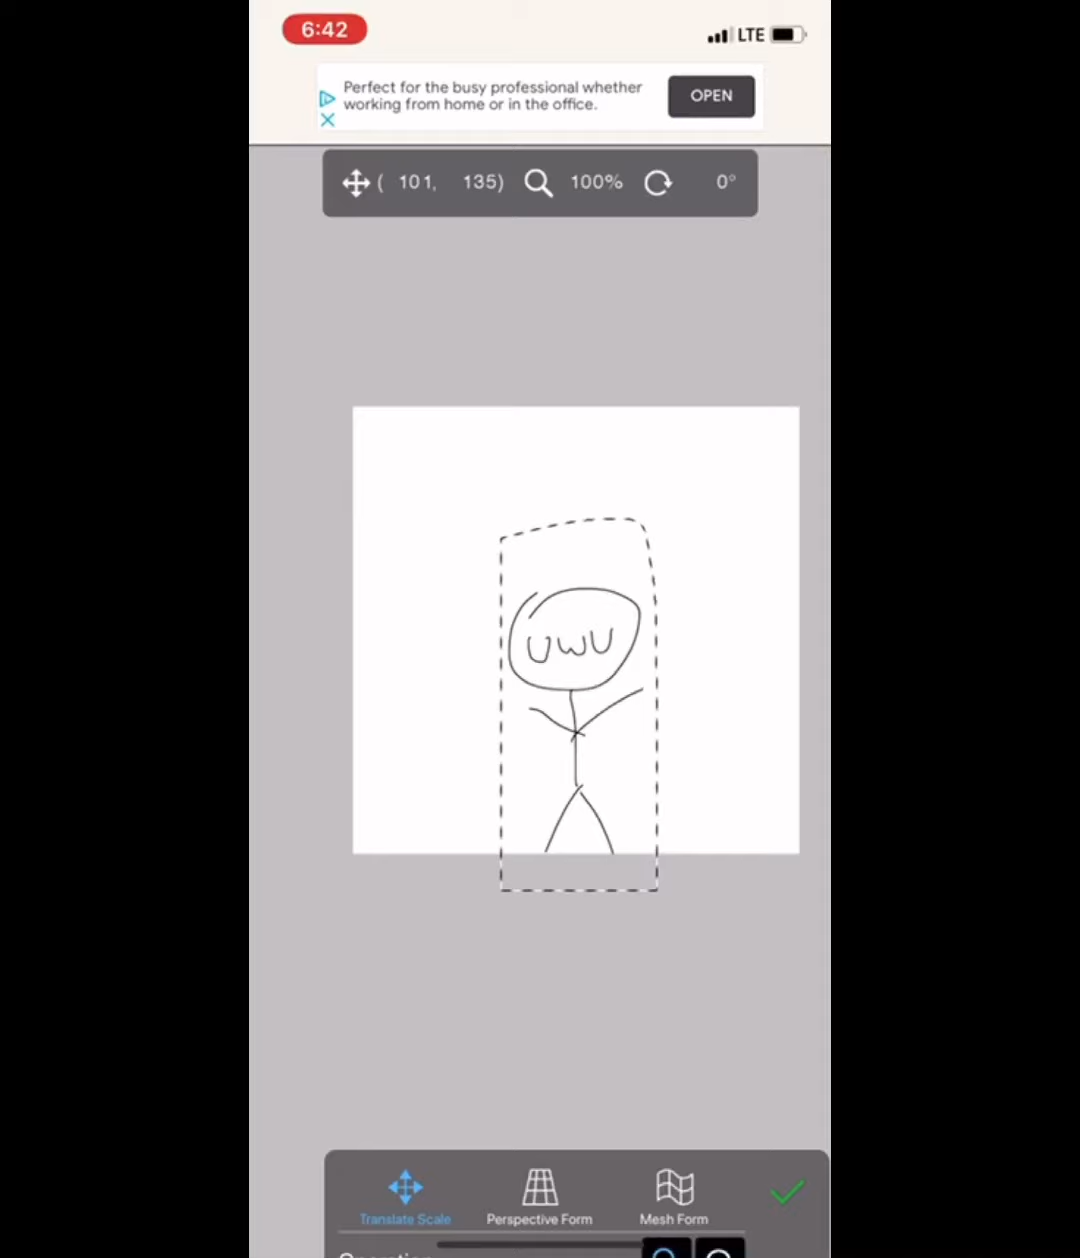 6:42
LTE
Perfect for the busy professional whether
working from home or in the office.
OPEN
( 101, 135) 100% 0°
UWU
Translate Scale
Perspective Form
Mesh Form
Operation